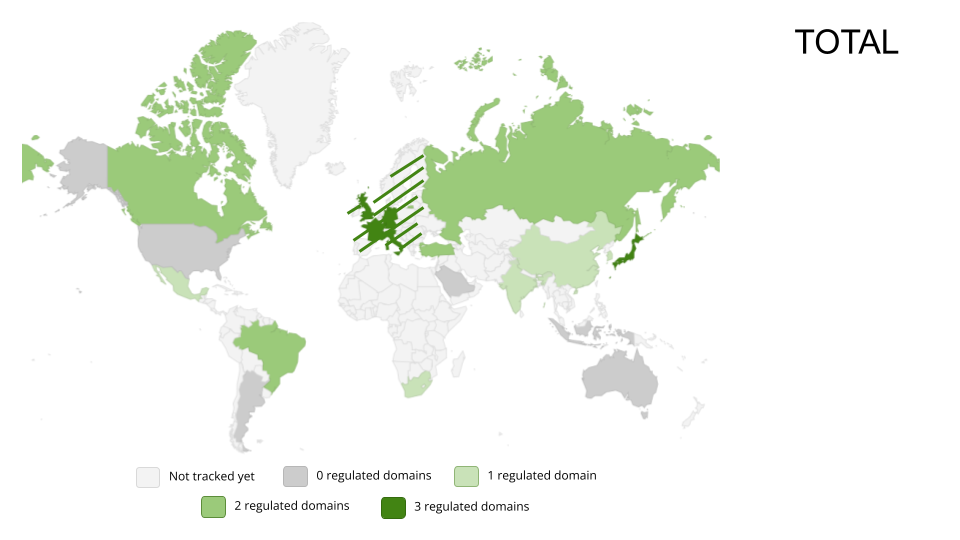 TOTAL
Not tracked yet
0 regulated domains
1 regulated domain
2 regulated domains
3 regulated domains